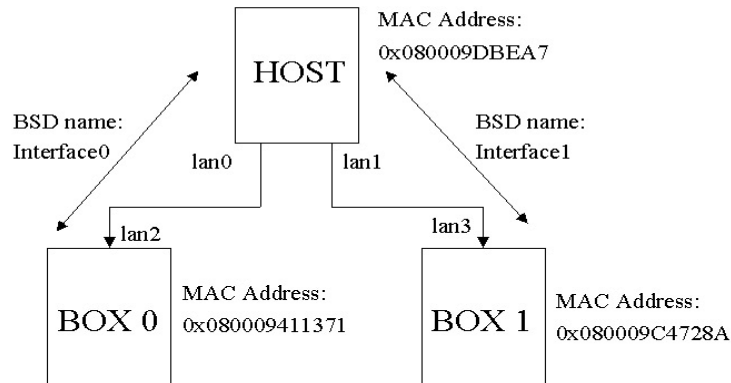 MAC Address:
0x080009DBEA7
HOST
BSD name:
Interface0
BSD name:
Interface1
lan0
lan1
lan2
lan3
BOX 0
MAC Address:
0x080009411371
BOX 1
MAC Address:
0x080009C4728A